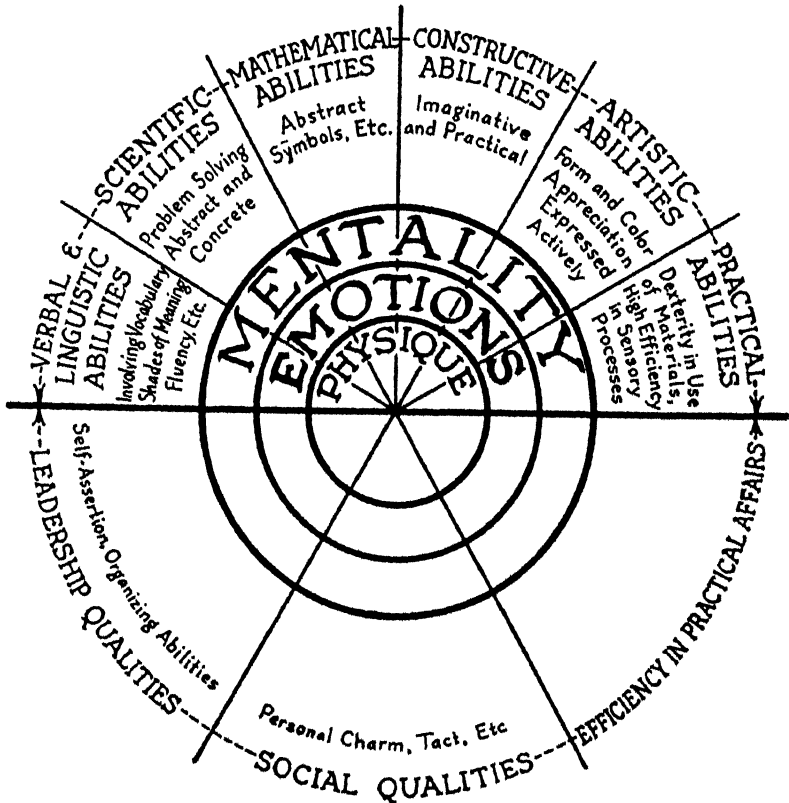 VERBAL &
LINGUISTIC
ABILITIES
Involving Vocabulary
Shades of Meaning
Fluency, Etc.
SCIENTIFIC
ABILITIES
Problem Solving
Abstract and
Concrete
MATHEMATICAL
ABILITIES
Abstract
Symbols, Etc.
CONSTRUCTIVE
ABILITIES
Imaginative
and Practical
ARTISTIC
ABILITIES
Form and Color
Appreciation
Expressed
Actively
PRACTICAL
ABILITIES
Dexterity in Use
of Materials,
High Efficiency
in Sensory
Processes
MENTALITY
EMOTIONS
PHYSIQUE
LEADERSHIP QUALITIES
Self-Assertion, Organizing Abilities
Personal Charm, Tact, Etc
SOCIAL QUALITIES
EFFICIENCY IN PRACTICAL AFFAIRS